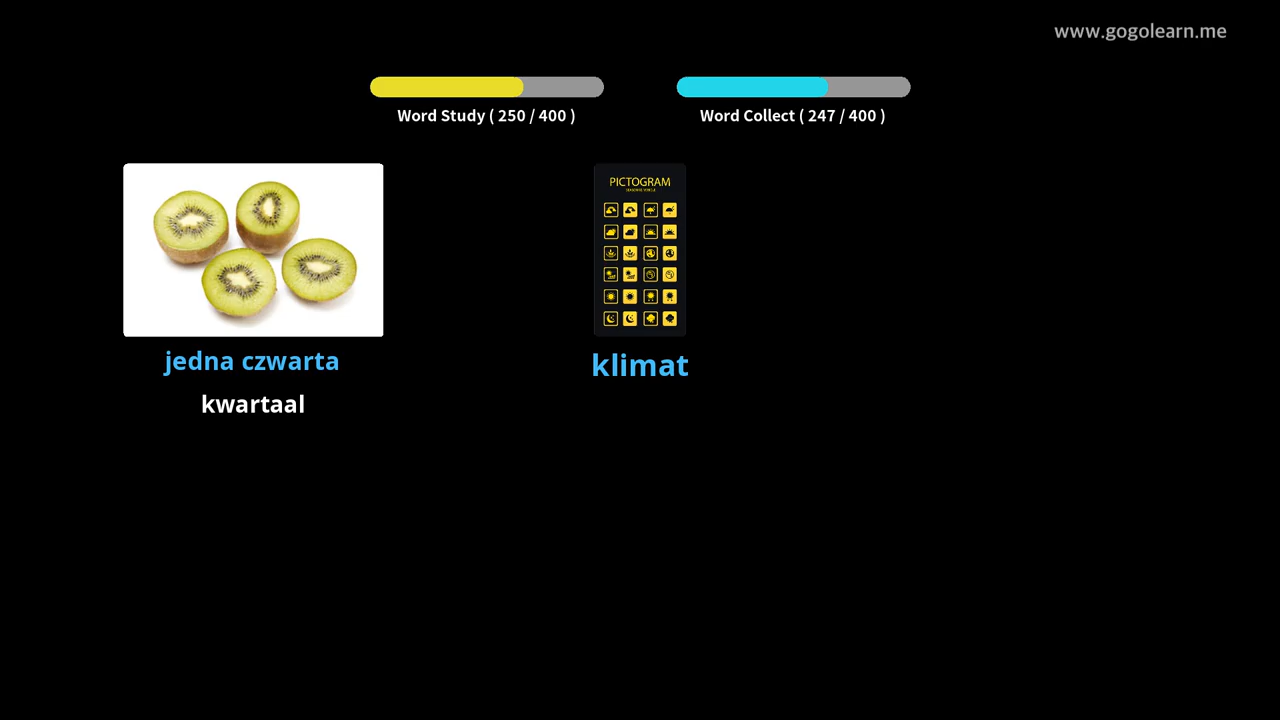 www.gogolearn.me
Word Study ( 250 / 400 )
Word Collect ( 247 / 400 )
PICTOGRAM
jedna czwarta
klimat
kwartaal